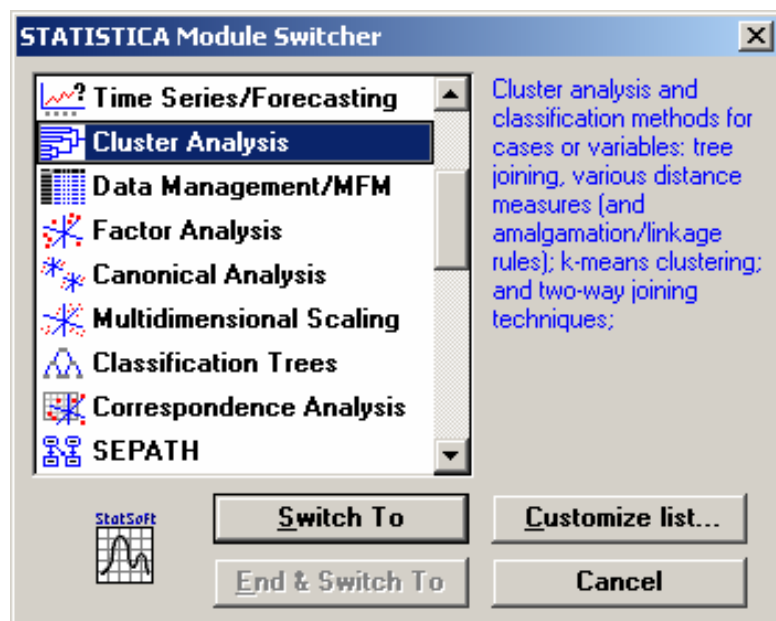 STATISTICA Module Switcher
Time Series/Forecasting
Cluster Analysis
Data Management/MFM
Factor Analysis
Canonical Analysis
Multidimensional Scaling
Classification Trees
Correspondence Analysis
SEPATH
Cluster analysis and
classification methods for
cases or variables: tree
joining, various distance
measures (and
amalgamation/linkage
rules); k-means clustering;
and two-way joining
techniques;
StatSoft
Switch To
Customize list...
End & Switch To
Cancel